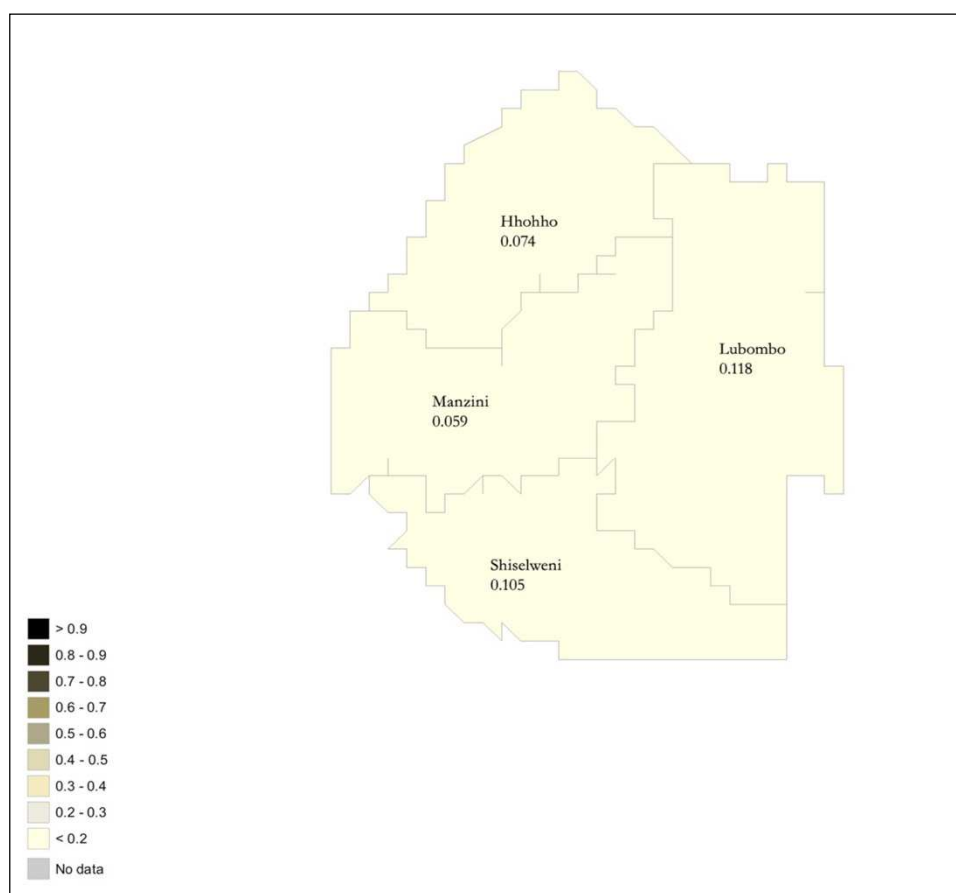 Hhohho
0.074
Lubombo
0.118
Manzini
0.059
Shiselweni
0.105
> 0.9
0.8 - 0.9
0.7 - 0.8
0.6 - 0.7
0.5 - 0.6
0.4 - 0.5
0.3 - 0.4
0.2 - 0.3
< 0.2
No data